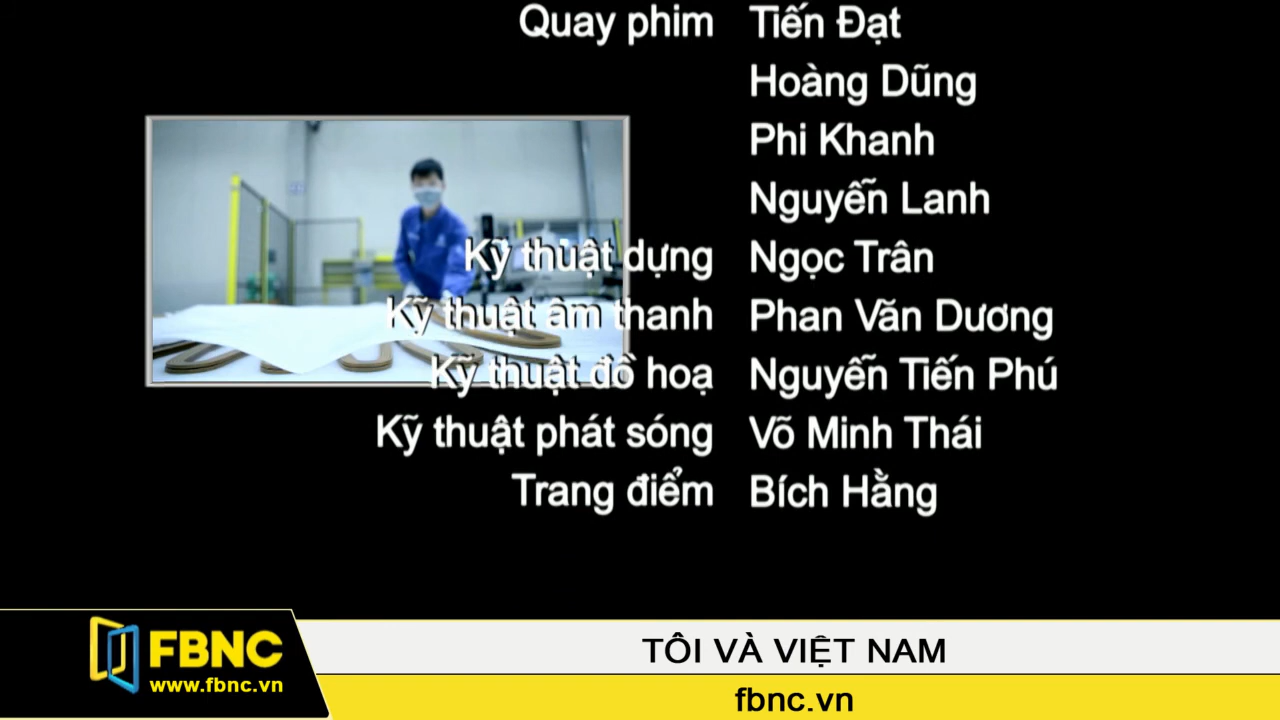 Quay phim Tiến Đạt
Hoàng Dũng
Phi Khanh
Nguyễn Lanh
Kỹ thuật dựng Ngọc Trân
Kỹ thuật âm thanh Phan Văn Dương
Kỹ thuật đồ hoạ Nguyễn Tiến Phú
Kỹ thuật phát sóng Võ Minh Thái
Trang điểm Bích Hằng
FBNC
www.fbnc.vn
TÔI VÀ VIỆT NAM
fbnc.vn